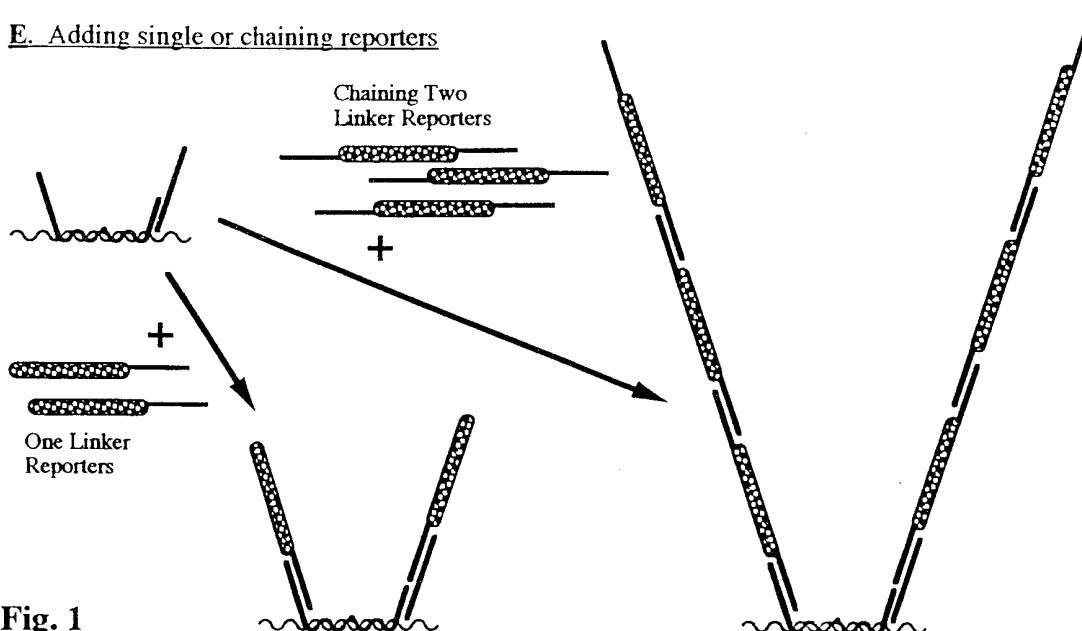 E. Adding single or chaining reporters
Chaining Two
Linker Reporters
+
+
One Linker
Reporters
Fig. 1